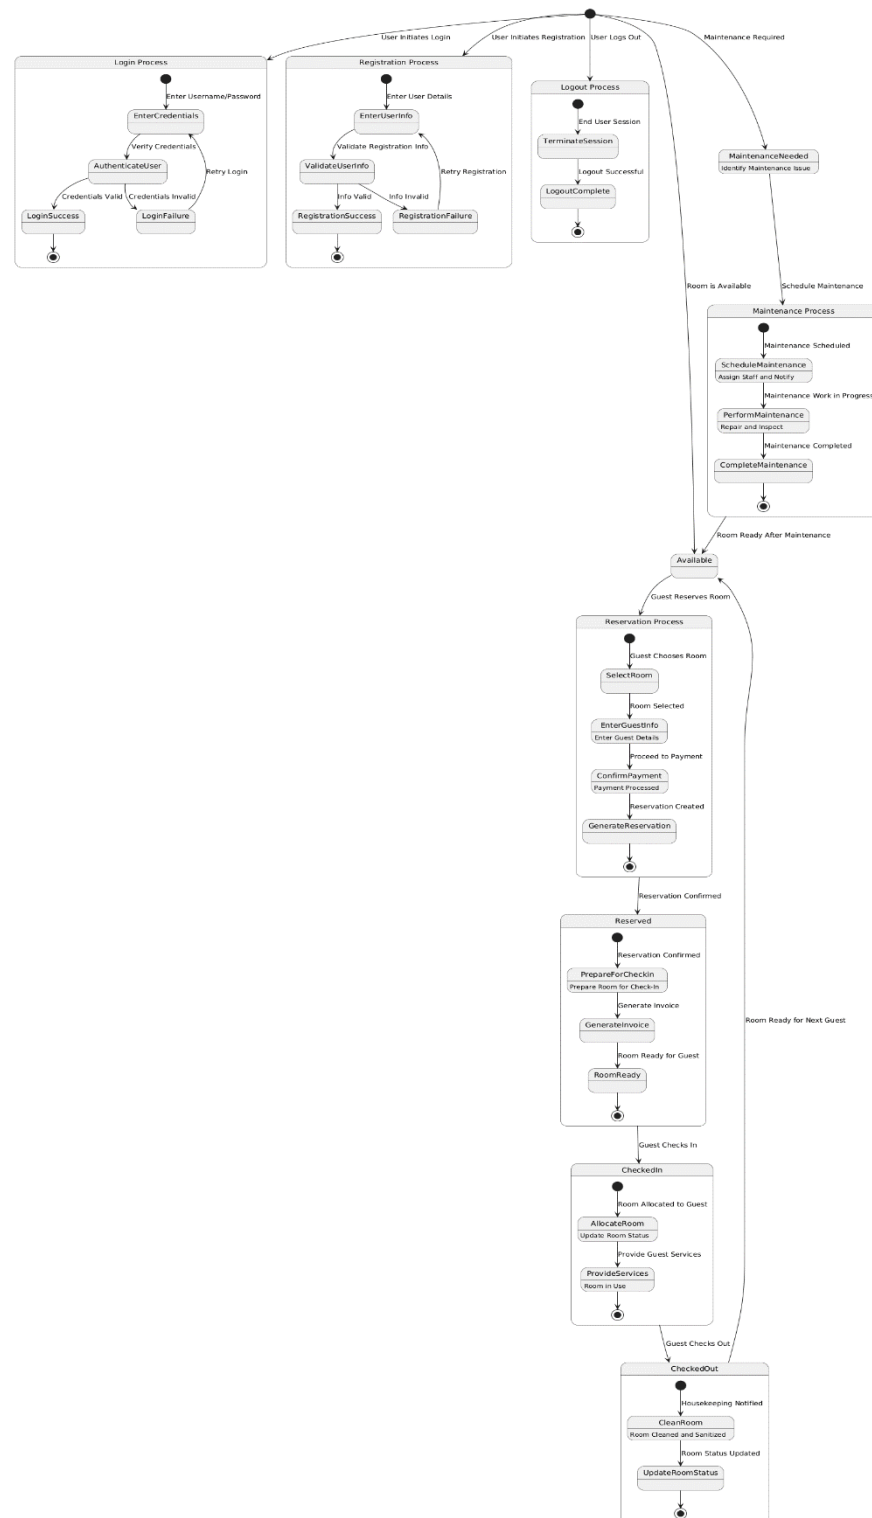 User Initiates Login
User Initiates Registration
User Logs Out
Maintenance Required
Login Process
Enter Username/Password
EnterCredentials
Verify Credentials
AuthenticateUser
Retry Login
Credentials Valid
Credentials Invalid
LoginSuccess
LoginFailure
Registration Process
Enter User Details
EnterUserInfo
Validate Registration Info
ValidateUserInfo
Retry Registration
Info Valid
Info Invalid
RegistrationSuccess
RegistrationFailure
Logout Process
End User Session
TerminateSession
Logout Successful
LogoutComplete
MaintenanceNeeded
Identify Maintenance Issue
Room is Available
Schedule Maintenance
Maintenance Process
Maintenance Scheduled
ScheduleMaintenance
Assign Staff and Notify
Maintenance Work in Progress
PerformMaintenance
Repair and Inspect
Maintenance Completed
CompleteMaintenance
Room Ready After Maintenance
Available
Guest Reserves Room
Reservation Process
Guest Chooses Room
SelectRoom
Room Selected
EnterGuestInfo
Enter Guest Details
Proceed to Payment
ConfirmPayment
Payment Processed
Reservation Created
GenerateReservation
Reservation Confirmed
Reserved
Reservation Confirmed
PrepareForCheckin
Prepare Room for Check-In
Generate Invoice
GenerateInvoice
Room Ready for Guest
RoomReady
Room Ready for Next Guest
Guest Checks In
CheckedIn
Room Allocated to Guest
AllocateRoom
Update Room Status
Provide Guest Services
ProvideServices
Room in Use
Guest Checks Out
CheckedOut
Housekeeping Notified
CleanRoom
Room Cleaned and Sanitized
Room Status Updated
UpdateRoomStatus